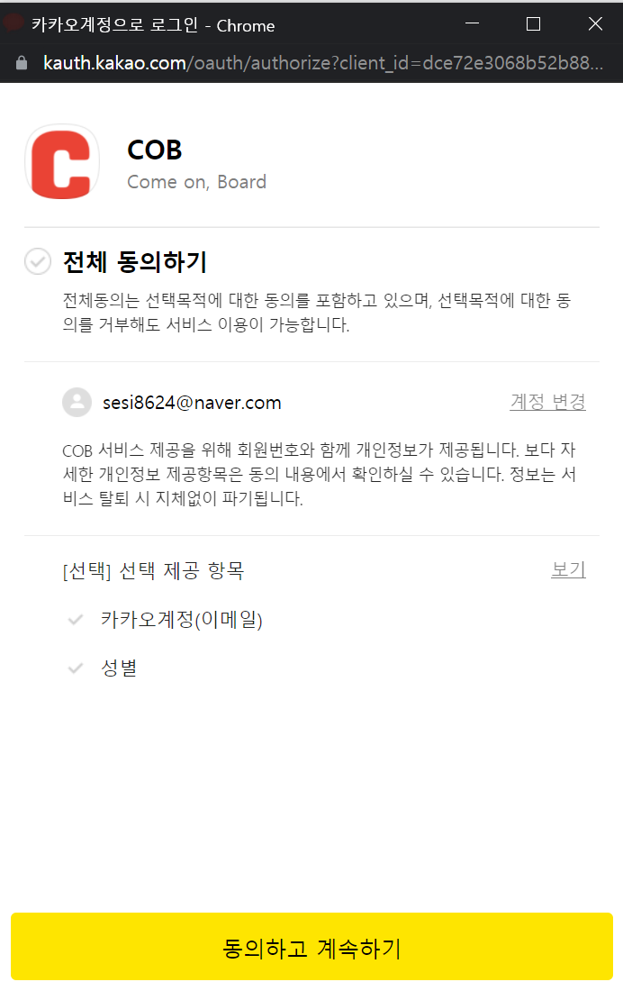 카카오계정으로 로그인 - Chrome
kauth.kakao.com/oauth/authorize?client_id=dce72e3068b52b88...
C
COB
Come on, Board
전체 동의하기
전체동의는 선택목적에 대한 동의를 포함하고 있으며, 선택목적에 대한 동
의를 거부해도 서비스 이용이 가능합니다.
sesi8624@naver.com 계정 변경
COB 서비스 제공을 위해 회원번호와 함께 개인정보가 제공됩니다. 보다 자
세한 개인정보 제공항목은 동의 내용에서 확인하실 수 있습니다. 정보는 서
비스 탈퇴 시 지체없이 파기됩니다.
[선택] 선택 제공 항목 보기
카카오계정(이메일)
성별
동의하고 계속하기